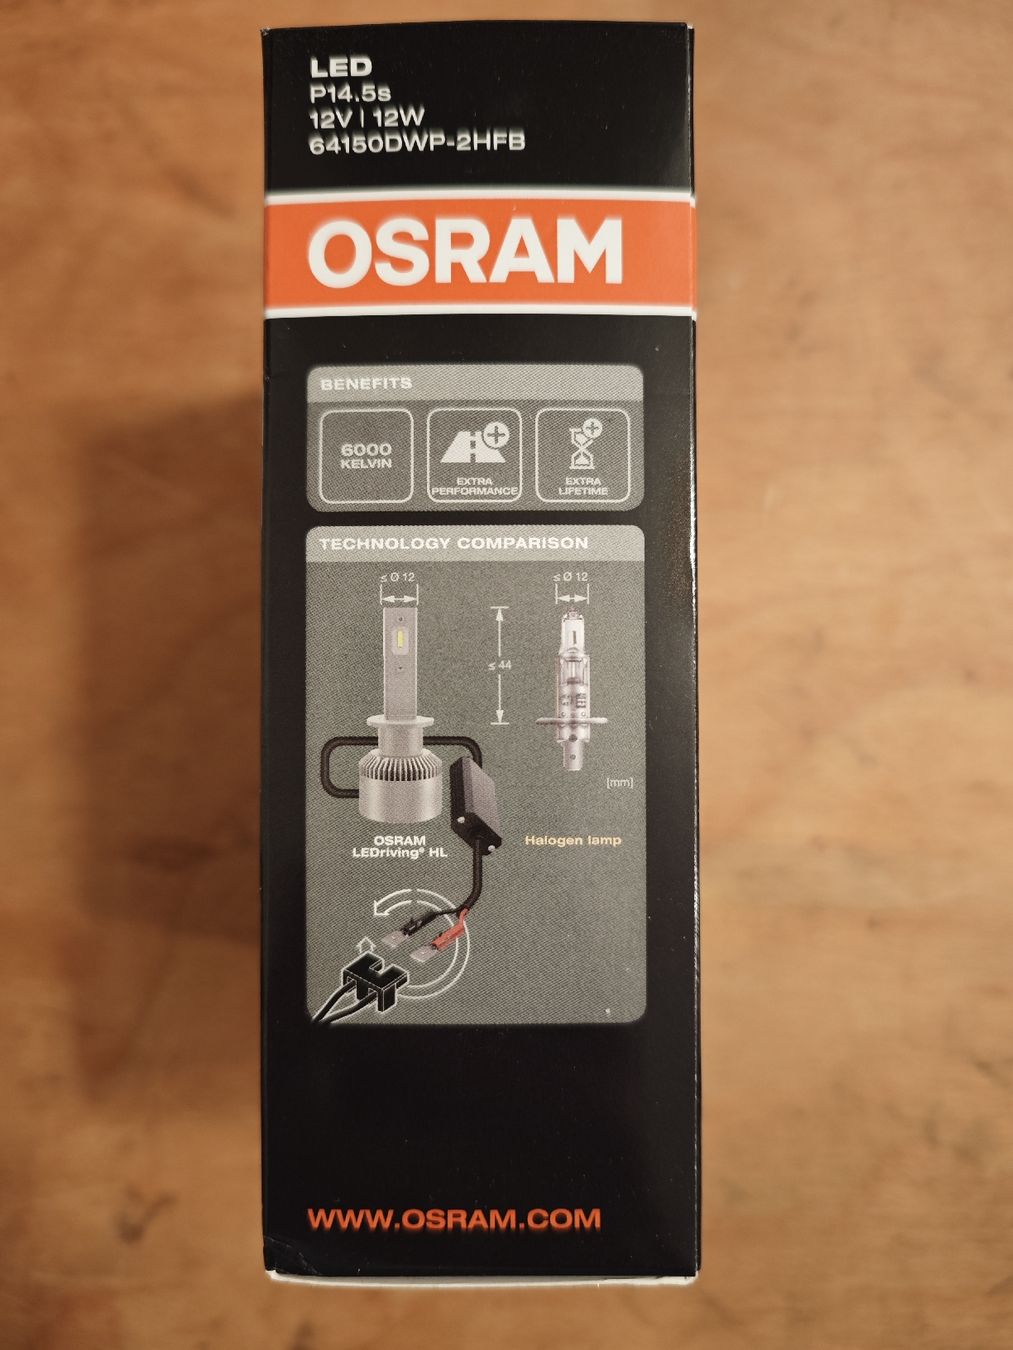 LED
P14.5s
12V | 12W
64150DWP-2HFB
OSRAM
BENEFITS
6000
KELVIN
EXTRA
PERFORMANCE
EXTRA
LIFETIME
TECHNOLOGY COMPARISON
≤ Ø 12
≤ Ø 12
≤ 44
[mm]
OSRAM
LEDriving® HL
Halogen lamp
WWW.OSRAM.COM